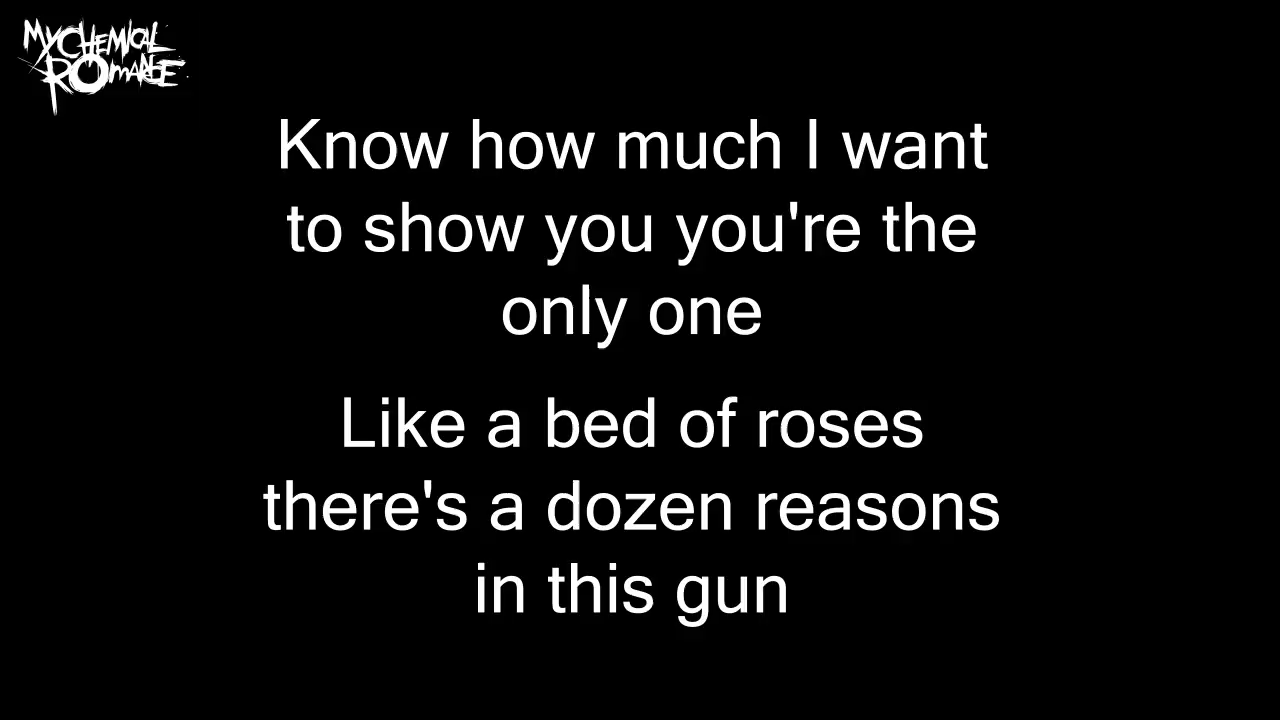 MY CHEMICAL
ROMANCE
Know how much I want
to show you you're the
only one
Like a bed of roses
there's a dozen reasons
in this gun